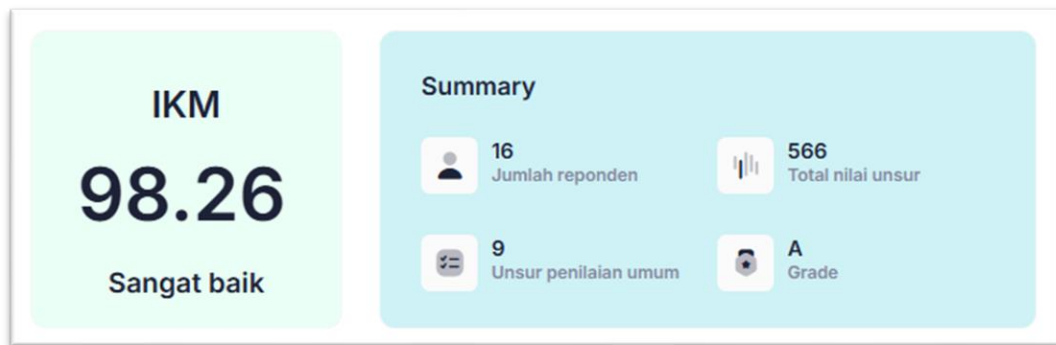 IKM
98.26
Sangat baik
Summary
16
Jumlah reponden
566
Total nilai unsur
9
Unsur penilaian umum
A
Grade